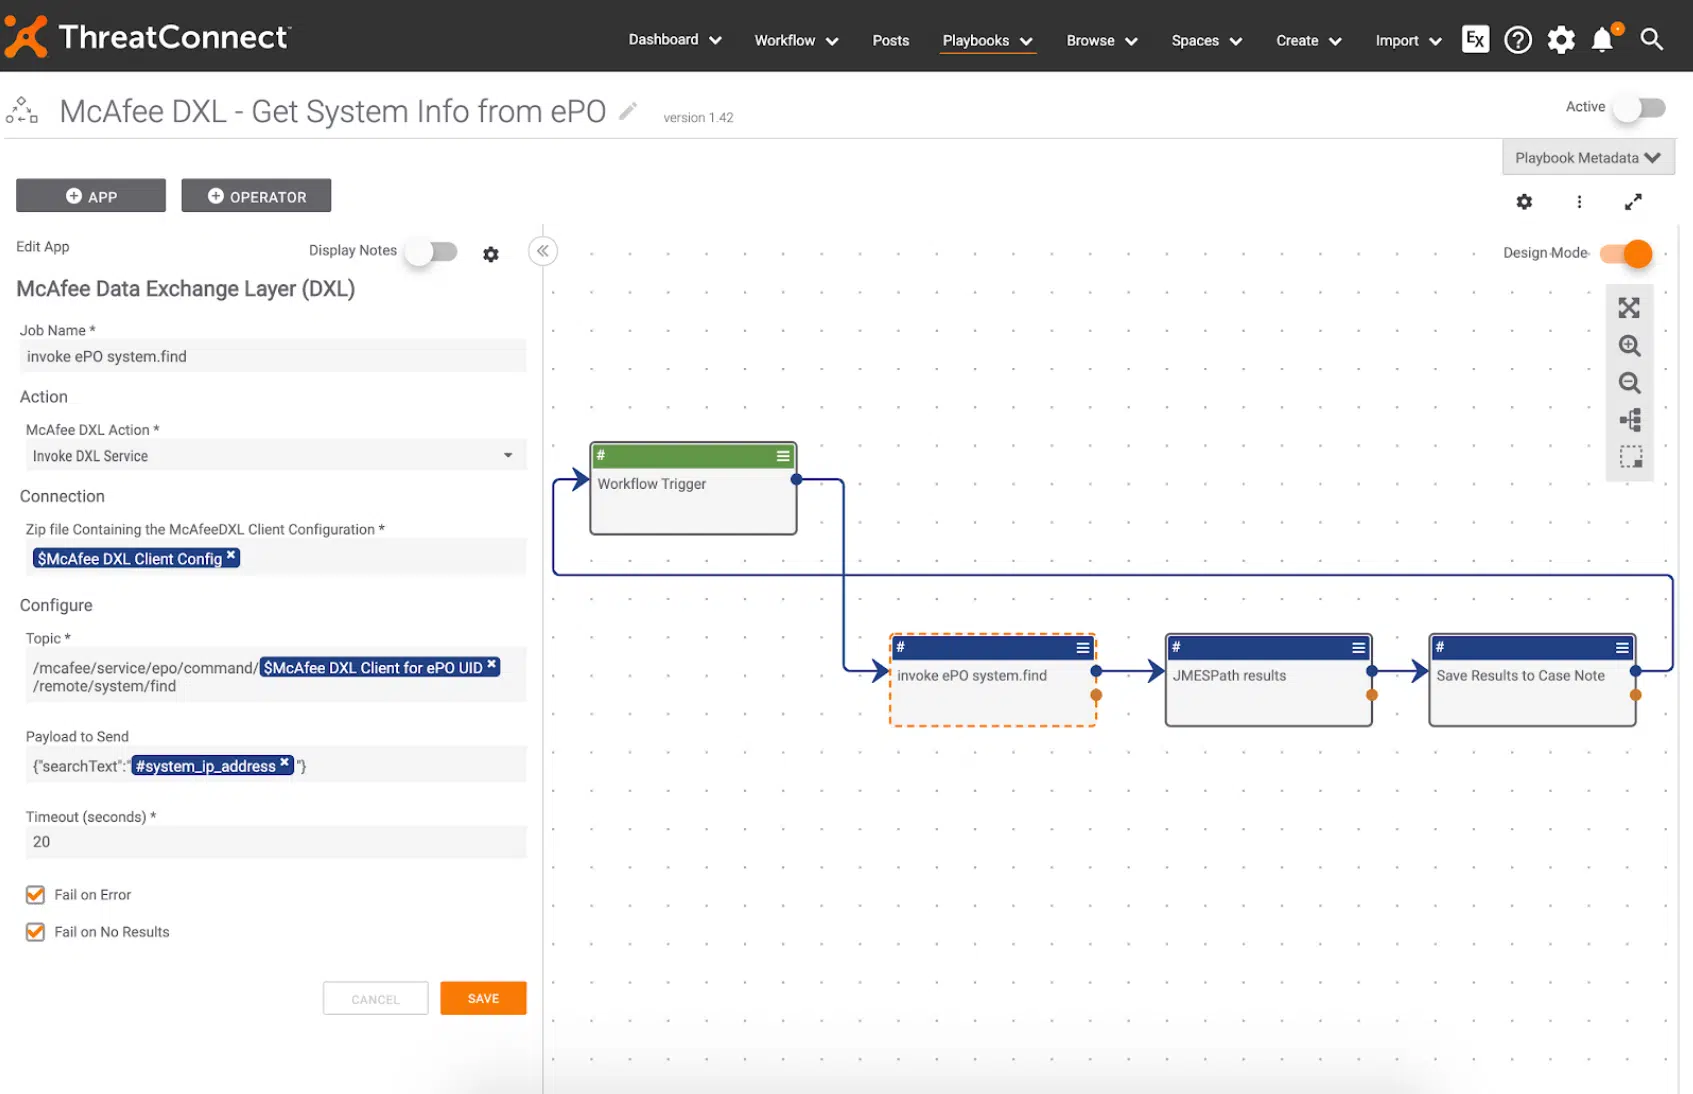 ThreatConnect™
Dashboard Workflow Posts Playbooks Browse Spaces Create Import EX
McAfee DXL - Get System Info from ePO version 1.42
Active
Playbook Metadata
APP OPERATOR
Edit App Display Notes
Design Mode
McAfee Data Exchange Layer (DXL)
Job Name *
invoke ePO system.find
Action
McAfee DXL Action *
Invoke DXL Service
Connection
Zip file Containing the McAfeeDXL Client Configuration *
$McAfee DXL Client Config ×
Configure
Topic *
/mcafee/service/epo/command/ $McAfee DXL Client for ePO UID ×
/remote/system/find
Payload to Send
{"searchText":" #system_ip_address × "}
Timeout (seconds) *
20
Fail on Error
Fail on No Results
CANCEL SAVE
#
Workflow Trigger
#
invoke ePO system.find
#
JMESPath results
#
Save Results to Case Note